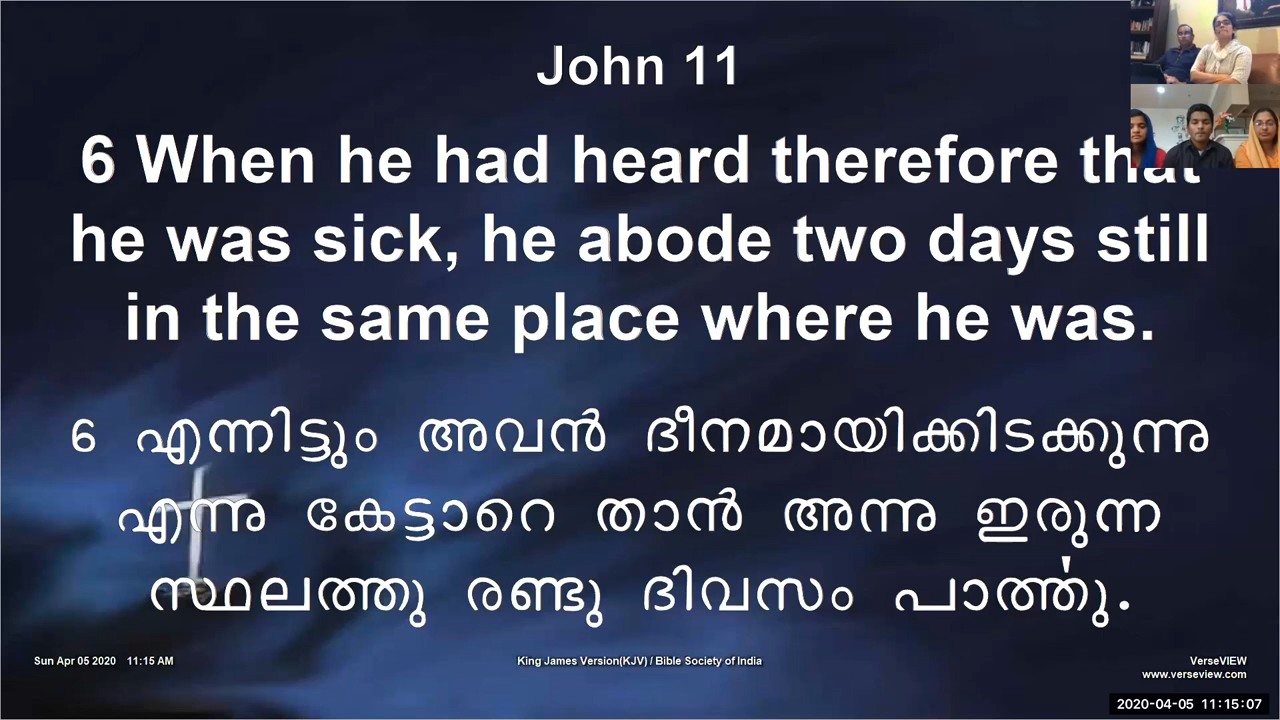 John 11
6 When he had heard therefore that
he was sick, he abode two days still
in the same place where he was.
6 എന്നിട്ടും അവൻ ദീനമായിക്കിടക്കുന്നു
എന്നു കേട്ടാറെ താൻ അന്നു ഇരുന്ന
സ്ഥലത്തു രണ്ടു ദിവസം പാർത്തു.
Sun Apr 05 2020 11:15 AM
King James Version(KJV) / Bible Society of India
VerseVIEW
www.verseview.com
2020-04-05 11:15:07